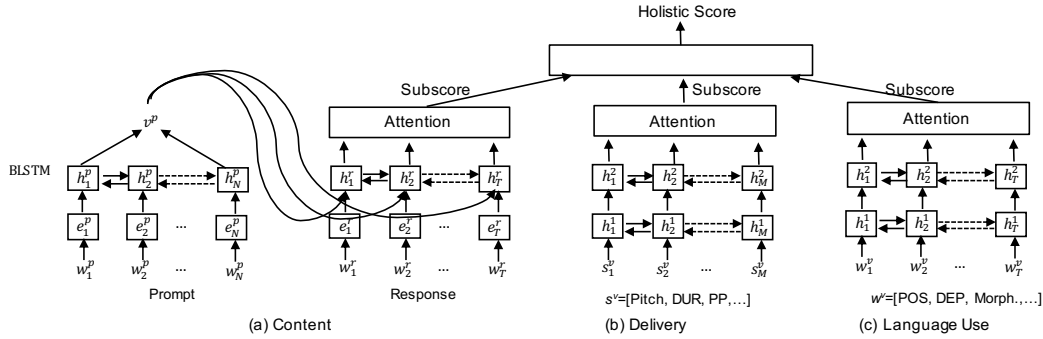 Holistic Score
Subscore Subscore Subscore
Attention Attention Attention
v^p
BLSTM h_1^p h_2^p h_N^p h_1^r h_2^r h_T^r h_1^2 h_2^2 h_M^2 h_1^2 h_2^2 h_T^2
e_1^p e_2^p ... e_N^p e_1^r e_2^r ... e_T^r h_1^1 h_2^1 h_M^1 h_1^1 h_2^1 h_T^1
w_1^p w_2^p ... w_N^p w_1^r w_2^r ... w_T^r s_1^v s_2^v ... s_M^v w_1^v w_2^v ... w_T^v
Prompt Response s^v=[Pitch, DUR, PP,...] w^v=[POS, DEP, Morph.,...]
(a) Content (b) Delivery (c) Language Use